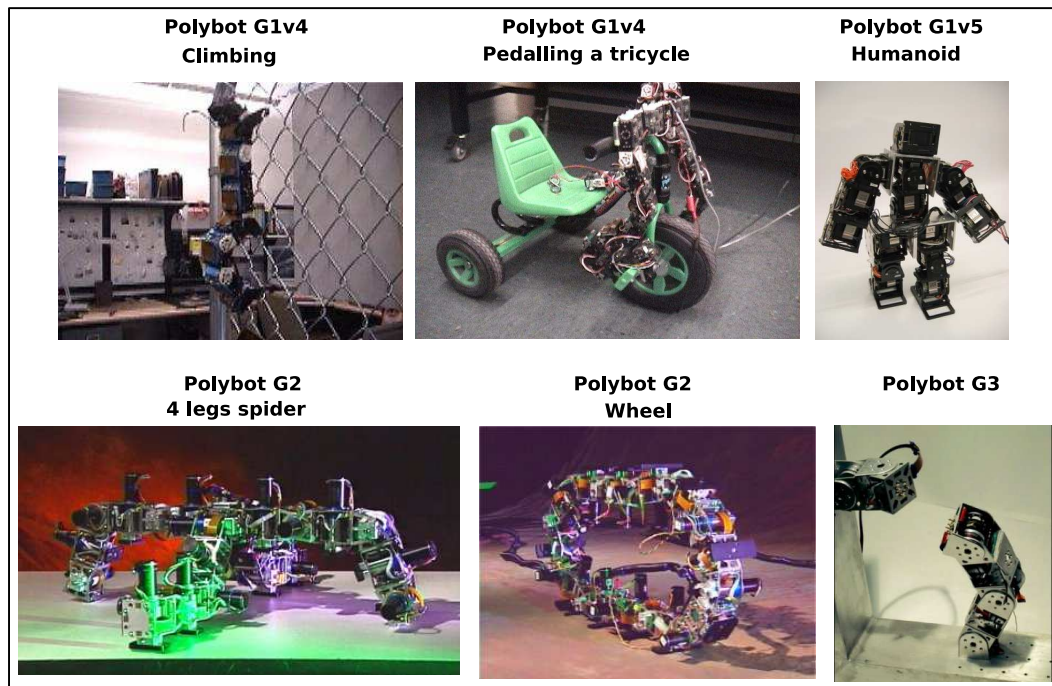 Polybot G1v4
Climbing
Polybot G1v4
Pedalling a tricycle
Polybot G1v5
Humanoid
Polybot G2
4 legs spider
Polybot G2
Wheel
Polybot G3